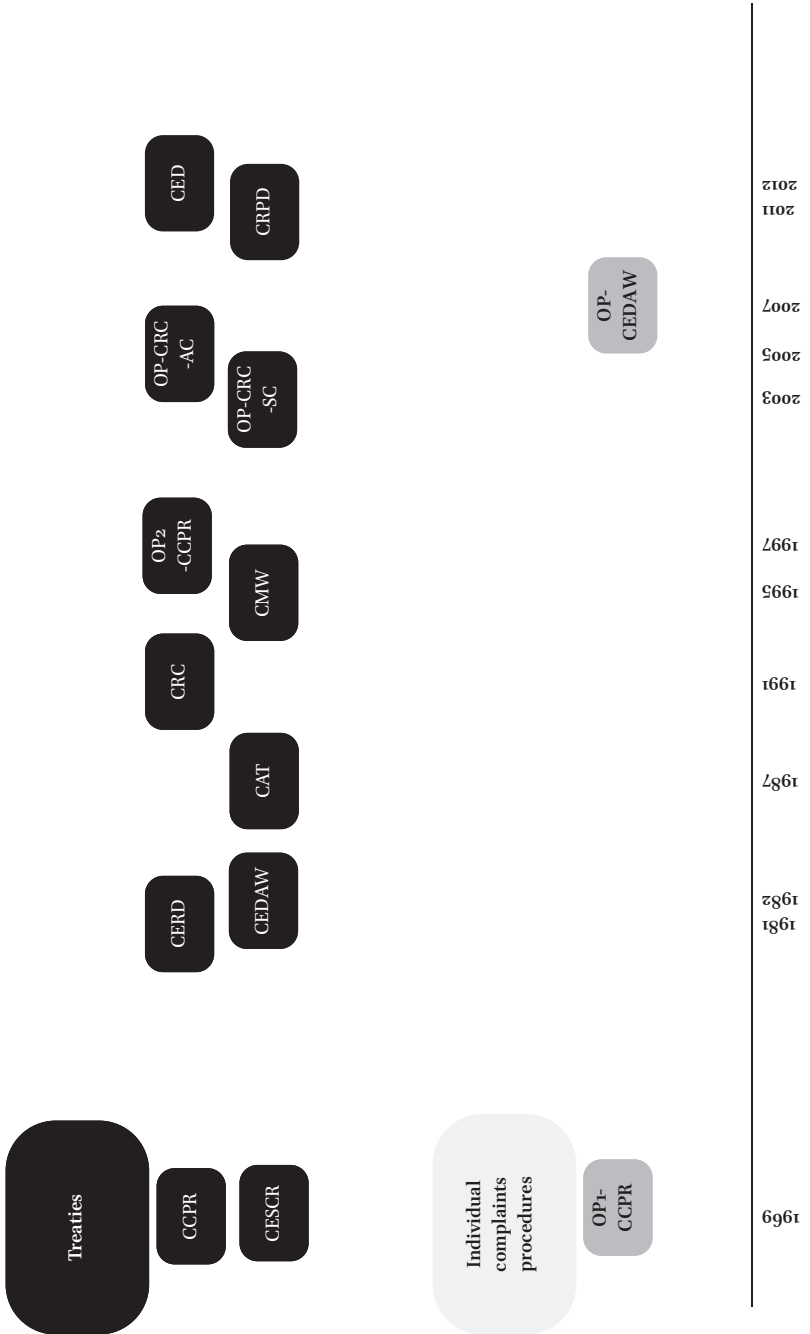 Treaties
CCPR
CERD
CRC
OP2
-CCPR
OP-CRC
-AC
CED
CESCR
CEDAW
CAT
CMW
OP-CRC
-SC
CRPD
Individual
complaints
procedures
OP1-
CCPR
OP-
CEDAW
1969
1981
1982
1987
1991
1995
1997
2003
2005
2007
2011
2012